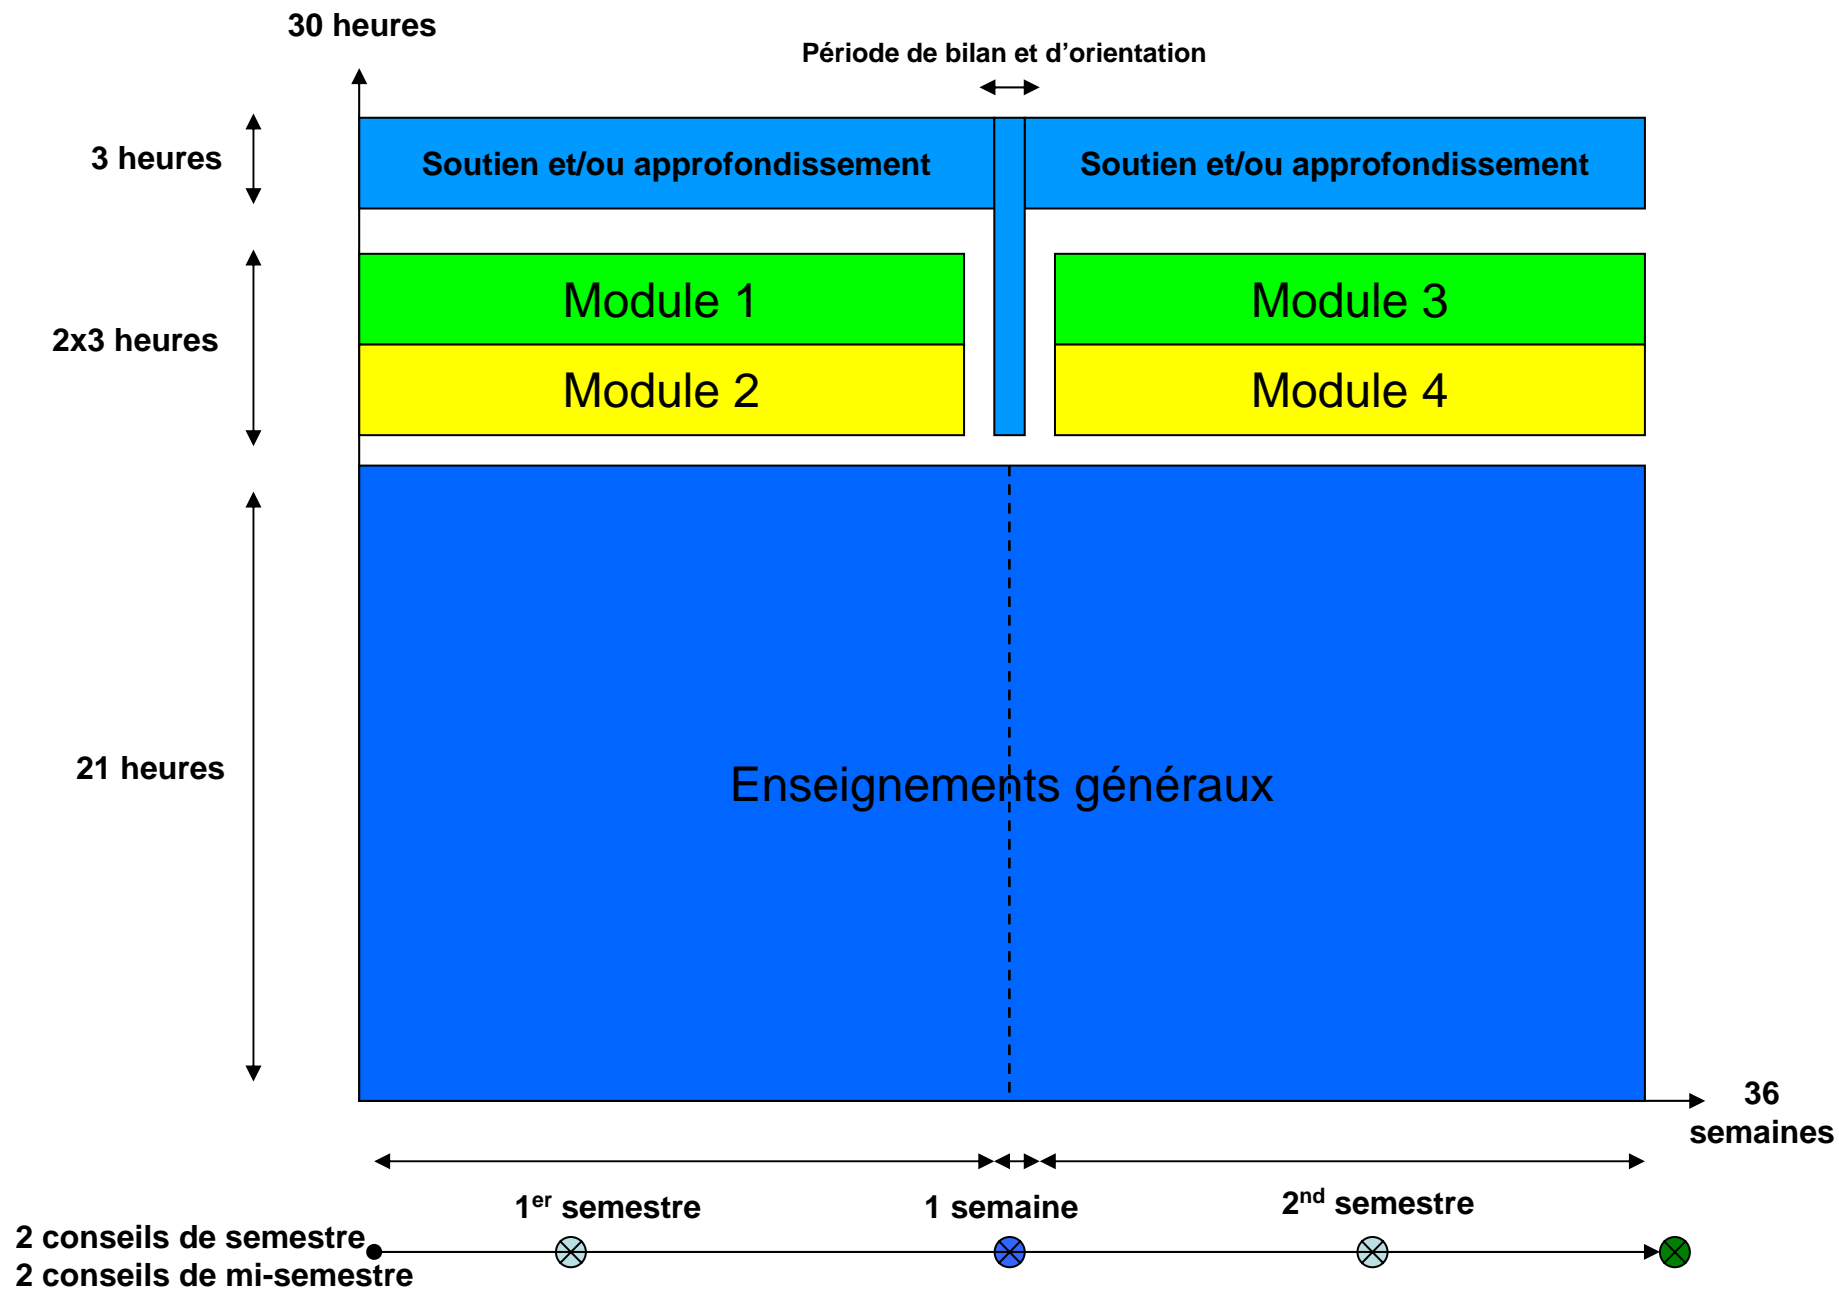 30 heures
Période de bilan et d’orientation
3 heures
Soutien et/ou approfondissement
Soutien et/ou approfondissement
2x3 heures
Module 1
Module 3
Module 2
Module 4
21 heures
Enseignements généraux
36
semaines
1er semestre
1 semaine
2nd semestre
2 conseils de semestre
2 conseils de mi-semestre